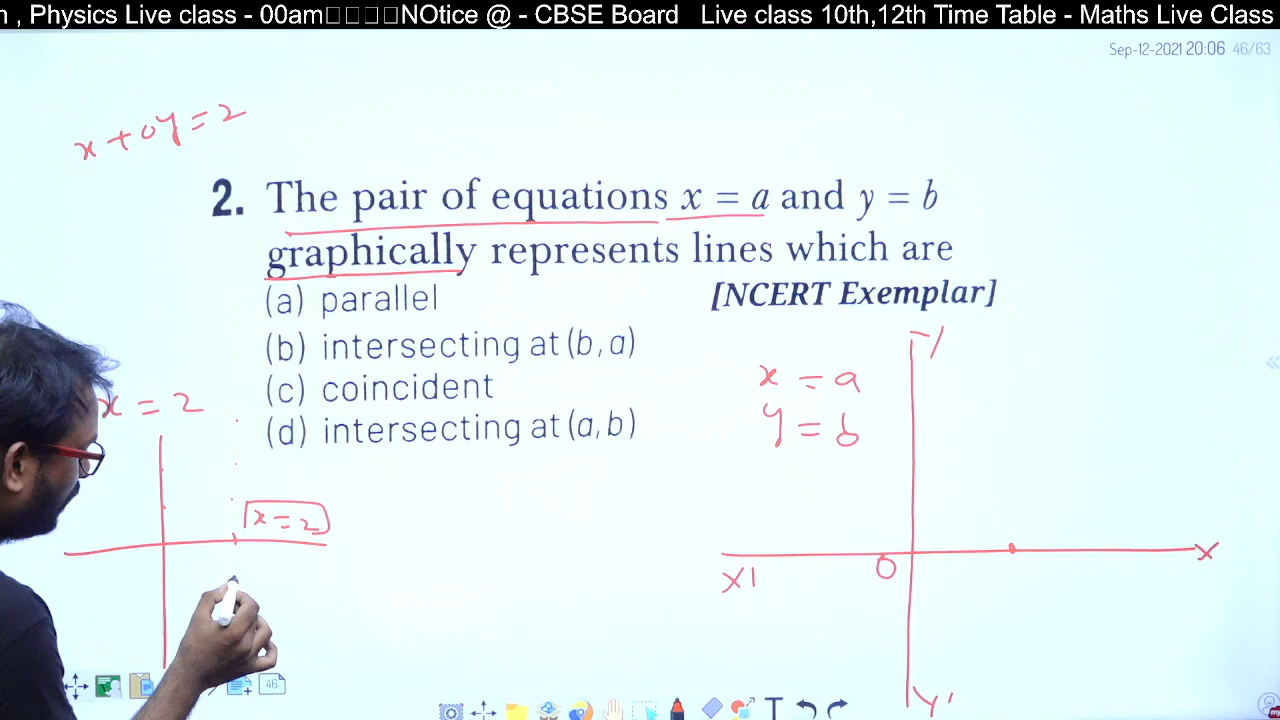 , Physics Live class - 00am□□□□NOtice @ - CBSE Board Live class 10th,12th Time Table - Maths Live Class
Sep-12-2021 20:06 46/63
x + 0y = 2
2. The pair of equations x = a and y = b
graphically represents lines which are
[NCERT Exemplar]
(a) parallel
(b) intersecting at (b, a)
(c) coincident
(d) intersecting at (a, b)
x = a
y = b
x = 2
x = 2
X
X'
O
Y'
46
T